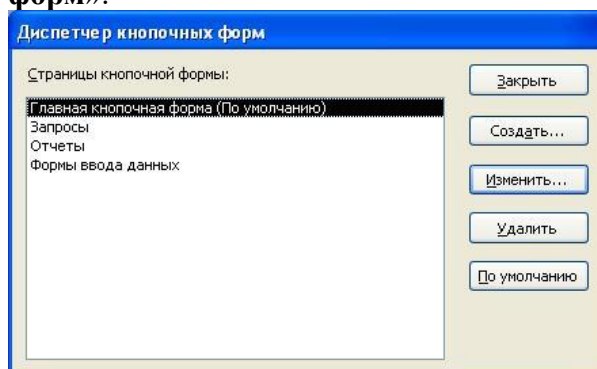 форм».
Диспетчер кнопочных форм
Страницы кнопочной формы:
Закрыть
Главная кнопочная форма (По умолчанию)
Запросы
Создать...
Отчеты
Формы ввода данных
Изменить...
Удалить
По умолчанию